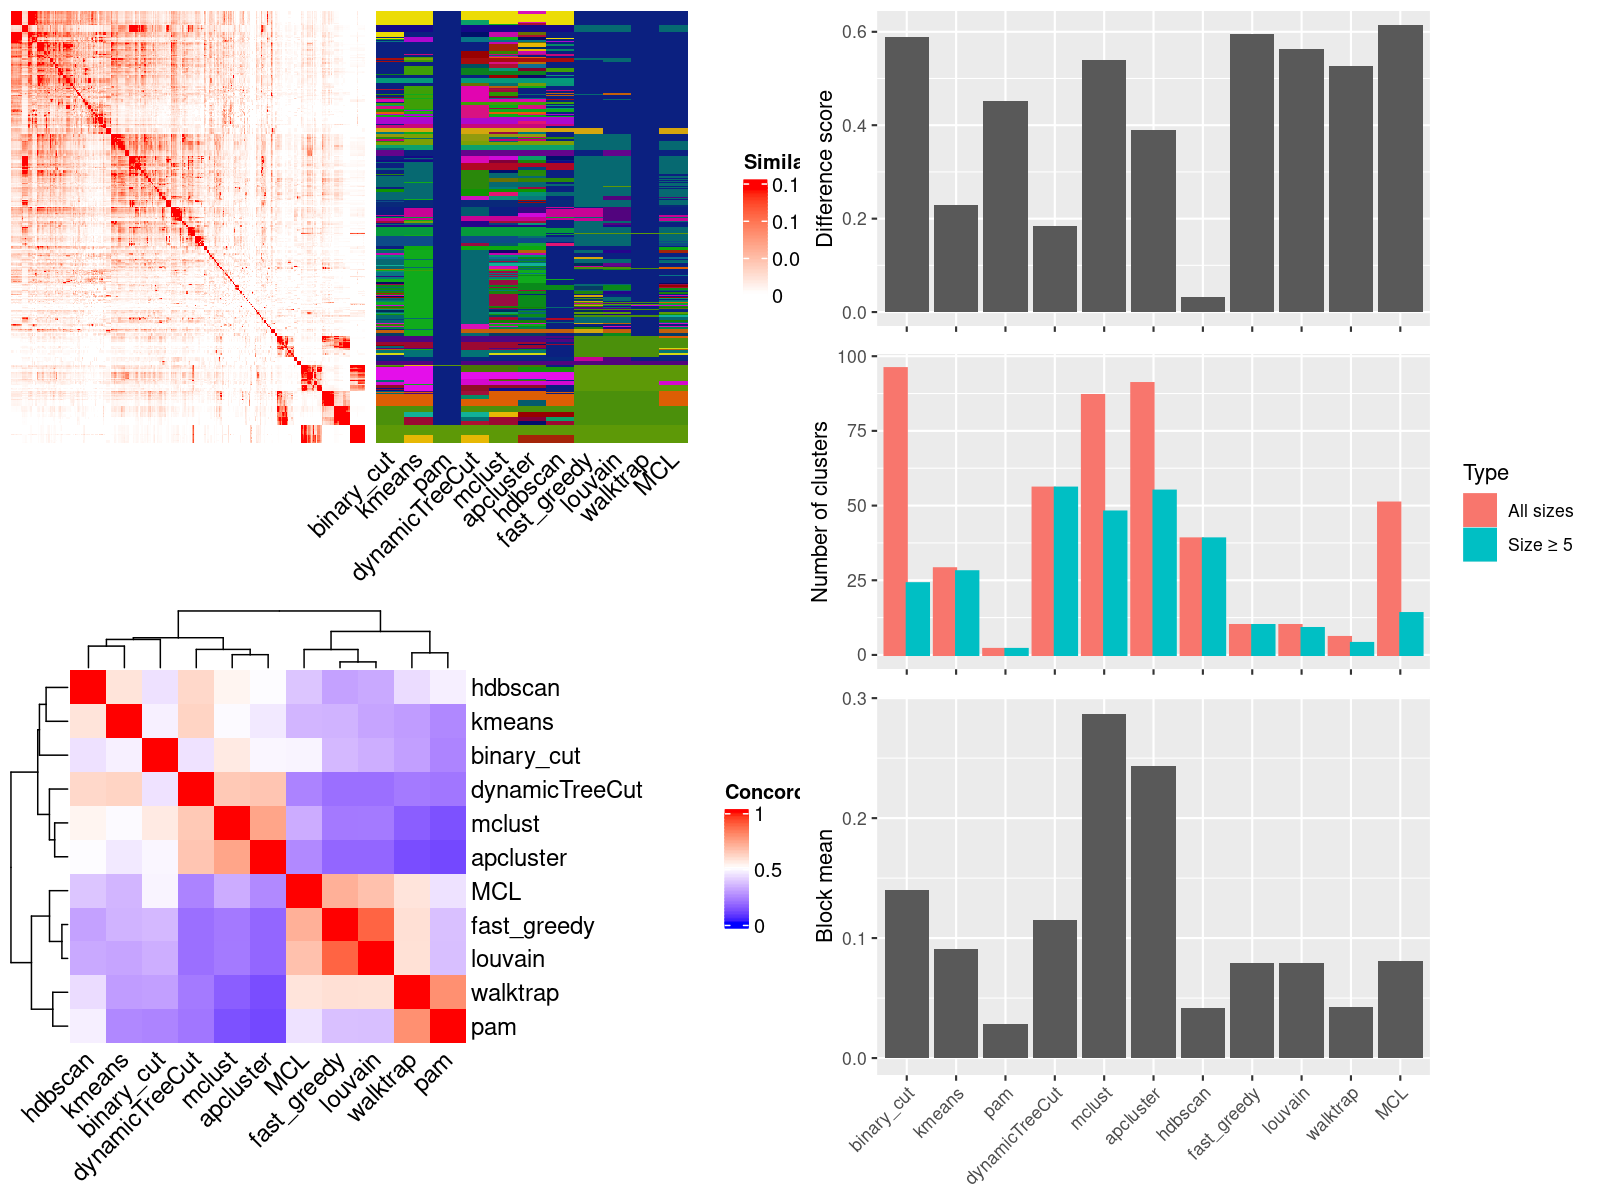 Simila
0.1
0.1
0.0
0
binary_cut
kmeans
pam
dynamicTreeCut
mclust
apcluster
hdbscan
fast_greedy
louvain
walktrap
MCL
hdbscan
kmeans
binary_cut
dynamicTreeCut
mclust
apcluster
MCL
fast_greedy
louvain
walktrap
pam
hdbscan
kmeans
binary_cut
dynamicTreeCut
mclust
apcluster
MCL
fast_greedy
louvain
walktrap
pam
Concord
1
0.5
0
Difference score
0.6
0.4
0.2
0.0
Number of clusters
100
75
50
25
0
Type
All sizes
Size ≥ 5
Block mean
0.3
0.2
0.1
0.0
binary_cut
kmeans
pam
dynamicTreeCut
mclust
apcluster
hdbscan
fast_greedy
louvain
walktrap
MCL